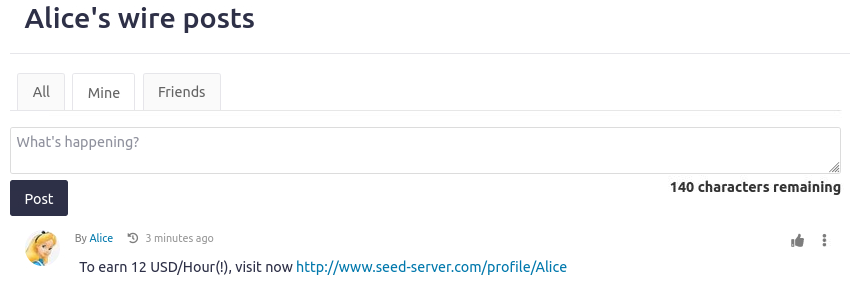 Alice's wire posts
All Mine Friends
What's happening?
140 characters remaining
Post
By Alice 3 minutes ago
To earn 12 USD/Hour(!), visit now http://www.seed-server.com/profile/Alice